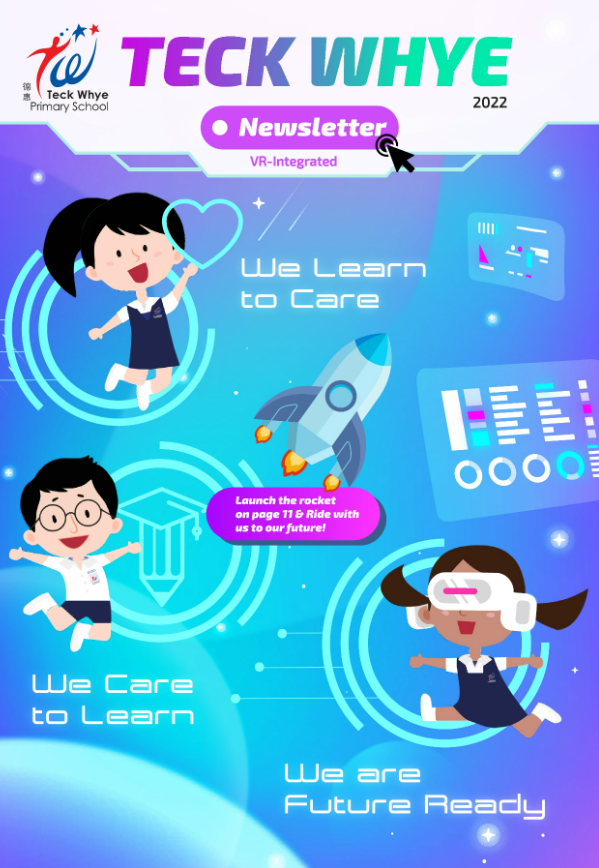 TECK WHYE
锦
惠
Teck Whye
Primary School
2022
Newsletter
VR-Integrated
We Learn
to Care
Launch the rocket
on page 11 & Ride with
us to our future!
We Care
to Learn
We are
Future Ready